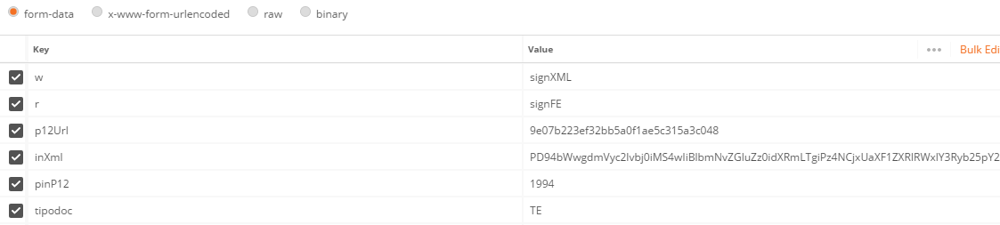 form-data x-www-form-urlencoded raw binary
Key Value ••• Bulk Edi
w signXML
r signFE
p12Url 9e07b223ef32bb5a0f1ae5c315a3c048
inXml PD94bWwgdmVyc2lvbj0iMS4wIiBlbmNvZGluZz0idXRmLTgiPz4NCjxUaXF1ZXRlRWxlY3Ryb25pY2
pinP12 1994
tipodoc TE